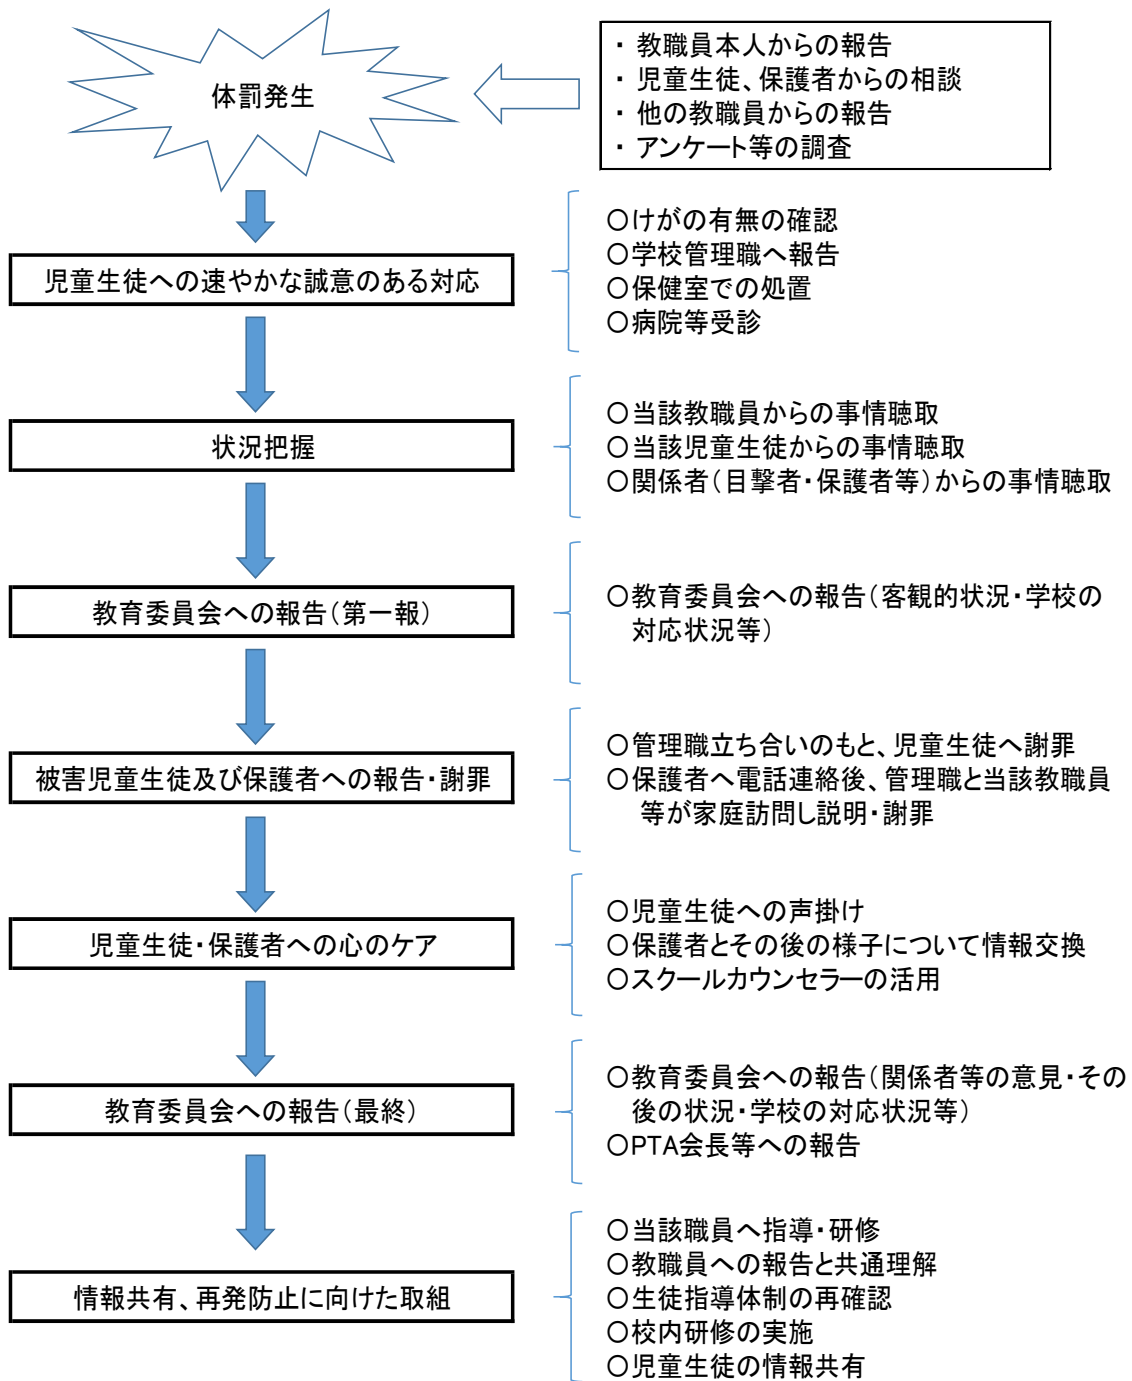 体罰発生
・ 教職員本人からの報告
・ 児童生徒、保護者からの相談
・ 他の教職員からの報告
・ アンケート等の調査
児童生徒への速やかな誠意のある対応
○けがの有無の確認
○学校管理職へ報告
○保健室での処置
○病院等受診
状況把握
○当該教職員からの事情聴取
○当該児童生徒からの事情聴取
○関係者(目撃者・保護者等)からの事情聴取
教育委員会への報告(第一報)
○教育委員会への報告(客観的状況・学校の
対応状況等)
被害児童生徒及び保護者への報告・謝罪
○管理職立ち合いのもと、児童生徒へ謝罪
○保護者へ電話連絡後、管理職と当該教職員
等が家庭訪問し説明・謝罪
児童生徒・保護者への心のケア
○児童生徒への声掛け
○保護者とその後の様子について情報交換
○スクールカウンセラーの活用
教育委員会への報告(最終)
○教育委員会への報告(関係者等の意見・その
後の状況・学校の対応状況等)
○PTA会長等への報告
情報共有、再発防止に向けた取組
○当該職員へ指導・研修
○教職員への報告と共通理解
○生徒指導体制の再確認
○校内研修の実施
○児童生徒の情報共有